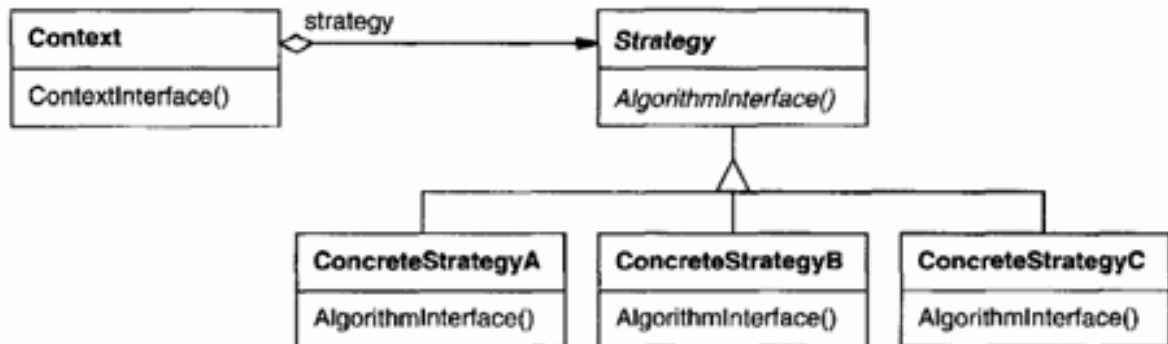 Context
strategy
Strategy
ContextInterface()
AlgorithmInterface()
ConcreteStrategyA
ConcreteStrategyB
ConcreteStrategyC
AlgorithmInterface()
AlgorithmInterface()
AlgorithmInterface()